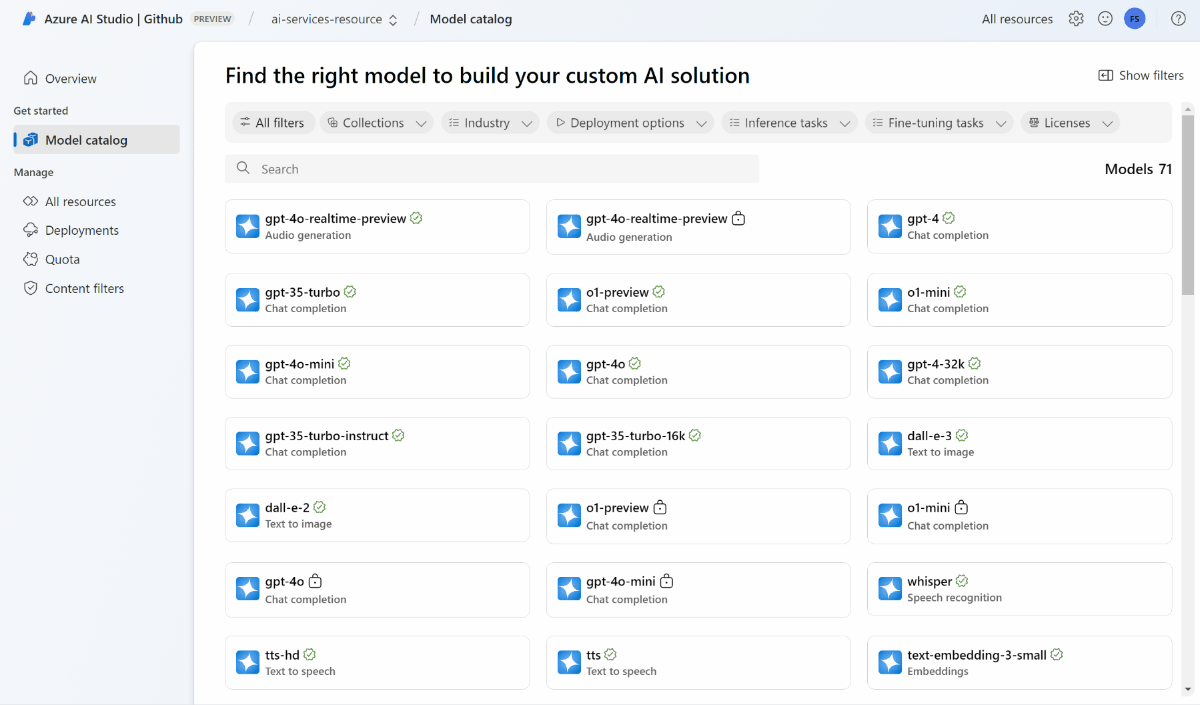 Azure AI Studio | Github PREVIEW / ai-services-resource / Model catalog All resources FS
Overview
Get started
Model catalog
Manage
All resources
Deployments
Quota
Content filters
Find the right model to build your custom AI solution
Show filters
All filters Collections Industry Deployment options Inference tasks Fine-tuning tasks Licenses
Search
Models 71
gpt-4o-realtime-preview
Audio generation
gpt-4o-realtime-preview
Audio generation
gpt-4
Chat completion
gpt-35-turbo
Chat completion
o1-preview
Chat completion
o1-mini
Chat completion
gpt-4o-mini
Chat completion
gpt-4o
Chat completion
gpt-4-32k
Chat completion
gpt-35-turbo-instruct
Chat completion
gpt-35-turbo-16k
Chat completion
dall-e-3
Text to image
dall-e-2
Text to image
o1-preview
Chat completion
o1-mini
Chat completion
gpt-4o
Chat completion
gpt-4o-mini
Chat completion
whisper
Speech recognition
tts-hd
Text to speech
tts
Text to speech
text-embedding-3-small
Embeddings